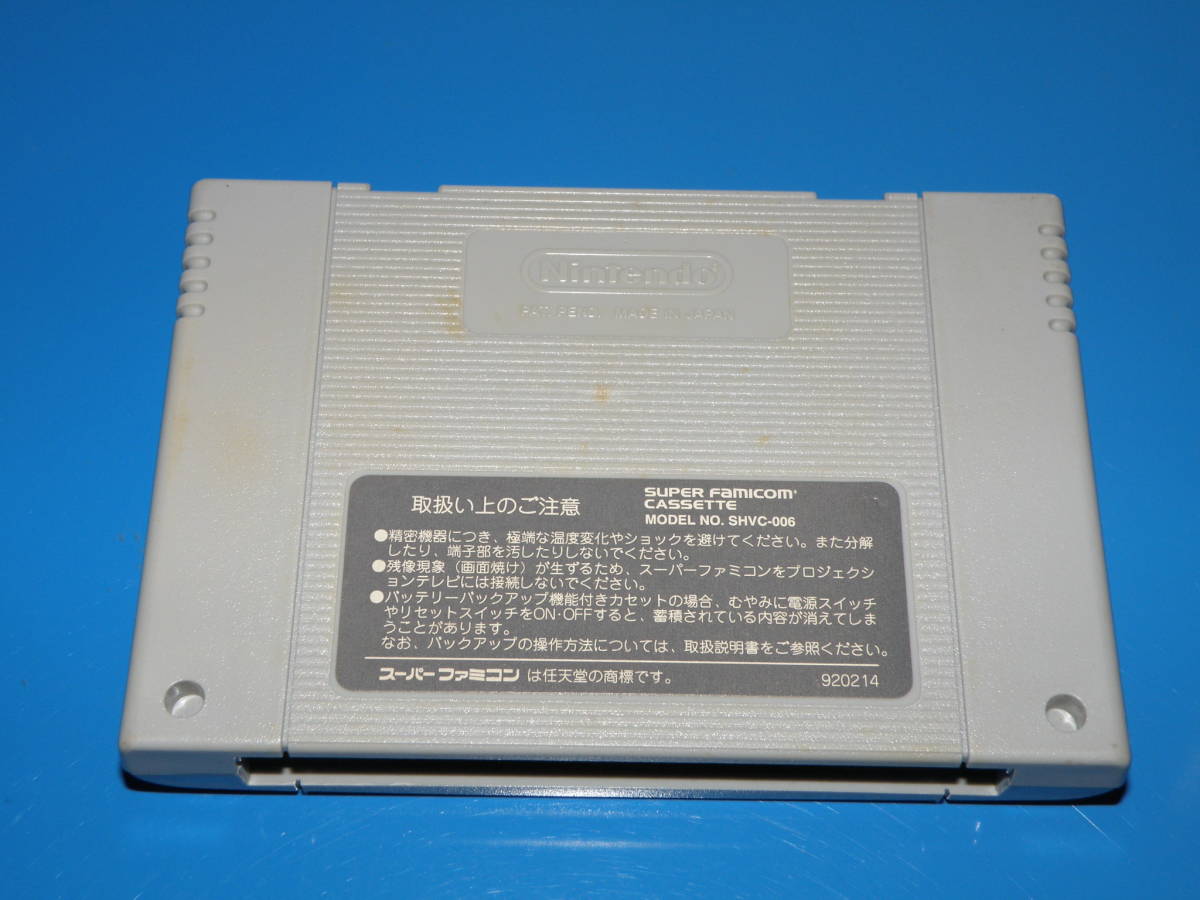 Nintendo®
PAT. PEND. MADE IN JAPAN
取扱い上のご注意
SUPER FAMICOM®
CASSETTE
MODEL NO. SHVC-006
●精密機器につき、極端な温度変化やショックを避けてください。また分解
したり、端子部を汚したりしないでください。
●残像現象（画面焼け）が生ずるため、スーパーファミコンをプロジェクシ
ョンテレビには接続しないでください。
●バッテリーバックアップ機能付きカセットの場合、むやみに電源スイッチ
やリセットスイッチをON・OFFすると、蓄積されている内容が消えてしま
うことがあります。
なお、バックアップの操作方法については、取扱説明書をご参照ください。
スーパーファミコン は任天堂の商標です。
920214